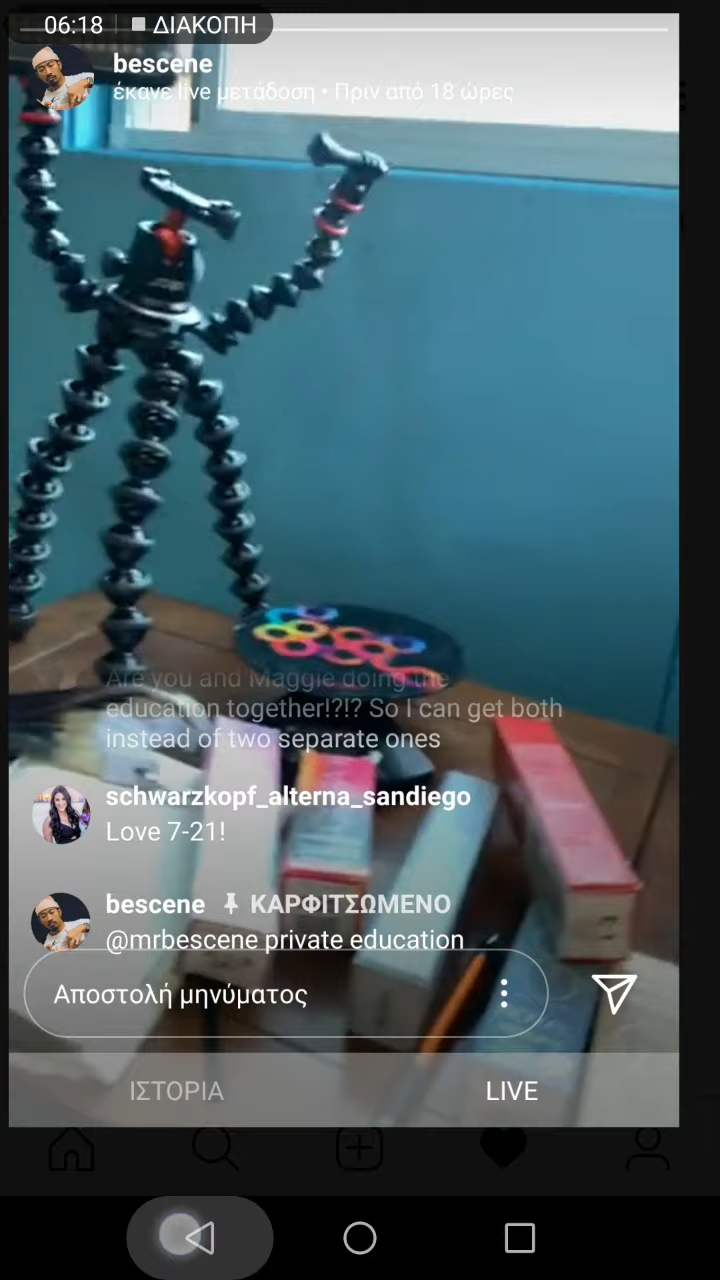 06:18 ΔΙΑΚΟΠΗ
bescene
έκανε live μετάδοση • Πριν από 18 ώρες
Are you and Maggie doing the
education together!?!? So I can get both
instead of two separate ones
schwarzkopf_alterna_sandiego
Love 7-21!
bescene ΚΑΡΦΙΤΣΩΜΕΝΟ
@mrbescene private education
Αποστολή μηνύματος
ΙΣΤΟΡΙΑ LIVE